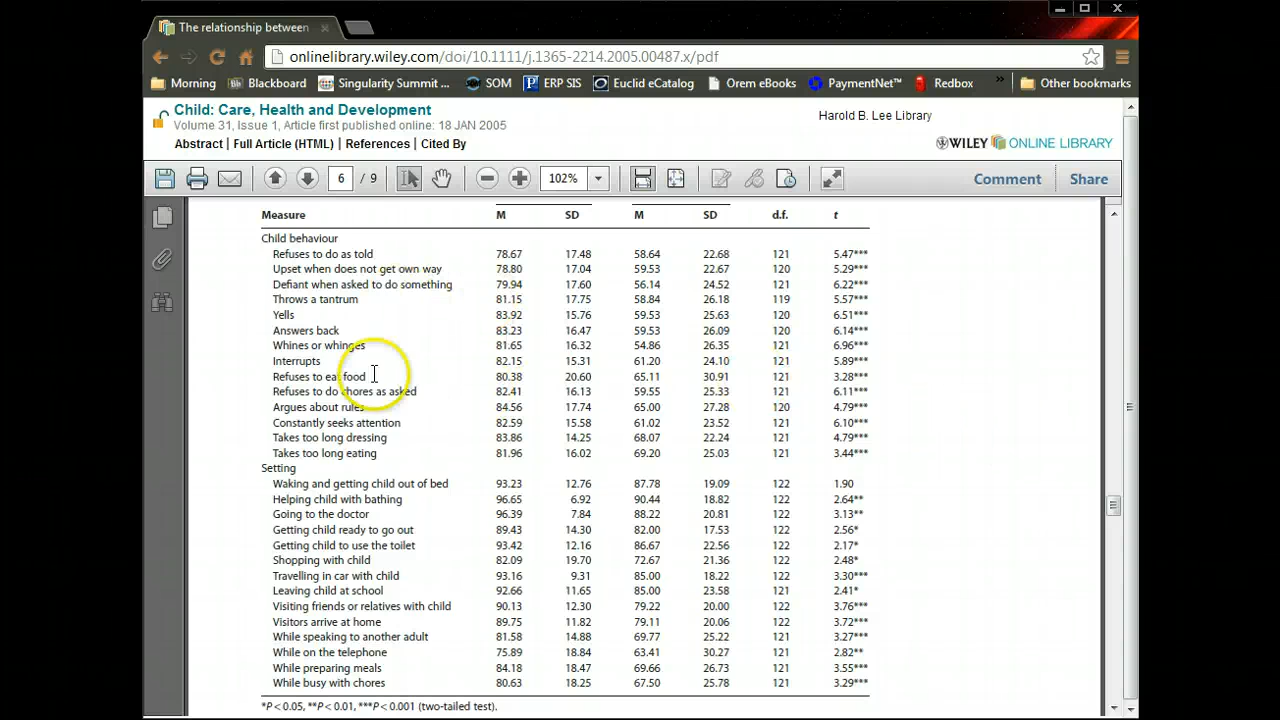 The relationship between
onlinelibrary.wiley.com/doi/10.1111/j.1365-2214.2005.00487.x/pdf
Morning Blackboard Singularity Summit ... SOM ERP SIS Euclid eCatalog Orem eBooks PaymentNet™ Redbox » Other bookmarks
Child: Care, Health and Development
Harold B. Lee Library
Volume 31, Issue 1, Article first published online: 18 JAN 2005
Abstract | Full Article (HTML) | References | Cited By
WILEY ONLINE LIBRARY
6 / 9 102% Comment Share
Measure M SD M SD d.f. t
Child behaviour
Refuses to do as told 78.67 17.48 58.64 22.68 121 5.47***
Upset when does not get own way 78.80 17.04 59.53 22.67 120 5.29***
Defiant when asked to do something 79.94 17.60 56.14 24.52 121 6.22***
Throws a tantrum 81.15 17.75 58.84 26.18 119 5.57***
Yells 83.92 15.76 59.53 25.63 120 6.51***
Answers back 83.23 16.47 59.53 26.09 120 6.14***
Whines or whinges 81.65 16.32 54.86 26.35 121 6.96***
Interrupts 82.15 15.31 61.20 24.10 121 5.89***
Refuses to eat food 80.38 20.60 65.11 30.91 121 3.28***
Refuses to do chores as asked 82.41 16.13 59.55 25.33 121 6.11***
Argues about rules 84.56 17.74 65.00 27.28 120 4.79***
Constantly seeks attention 82.59 15.58 61.02 23.52 121 6.10***
Takes too long dressing 83.86 14.25 68.07 22.24 121 4.79***
Takes too long eating 81.96 16.02 69.20 25.03 121 3.44***
Setting
Waking and getting child out of bed 93.23 12.76 87.78 19.09 122 1.90
Helping child with bathing 96.65 6.92 90.44 18.82 122 2.64**
Going to the doctor 96.39 7.84 88.22 20.81 122 3.13**
Getting child ready to go out 89.43 14.30 82.00 17.53 122 2.56*
Getting child to use the toilet 93.42 12.16 86.67 22.56 122 2.17*
Shopping with child 82.09 19.70 72.67 21.36 122 2.48*
Travelling in car with child 93.16 9.31 85.00 18.22 122 3.30***
Leaving child at school 92.66 11.65 85.00 23.58 121 2.41*
Visiting friends or relatives with child 90.13 12.30 79.22 20.00 122 3.76***
Visitors arrive at home 89.75 11.82 79.11 20.06 122 3.72***
While speaking to another adult 81.58 14.88 69.77 25.22 121 3.27***
While on the telephone 75.89 18.84 63.41 30.27 121 2.82**
While preparing meals 84.18 18.47 69.66 26.73 121 3.55***
While busy with chores 80.63 18.25 67.50 25.78 121 3.29***
*P < 0.05, **P < 0.01, ***P < 0.001 (two-tailed test).